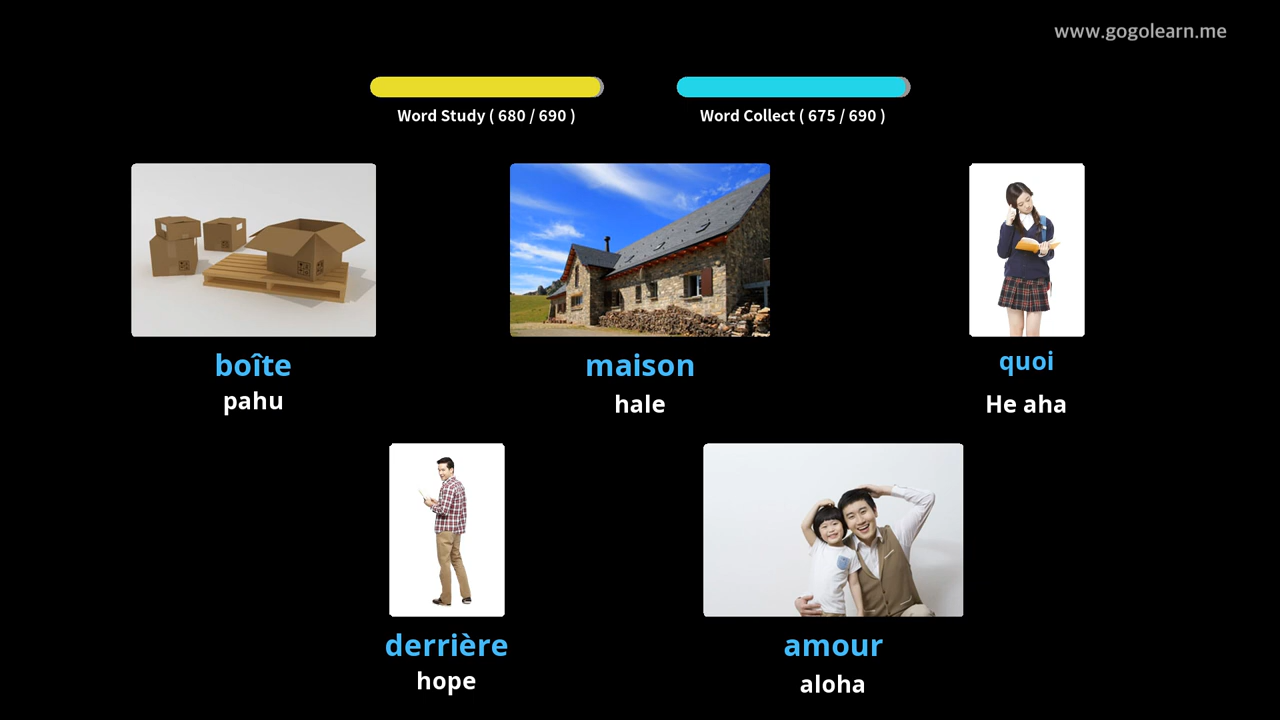 www.gogolearn.me
Word Study ( 680 / 690 )
Word Collect ( 675 / 690 )
boîte
pahu
maison
hale
quoi
He aha
derrière
hope
amour
aloha